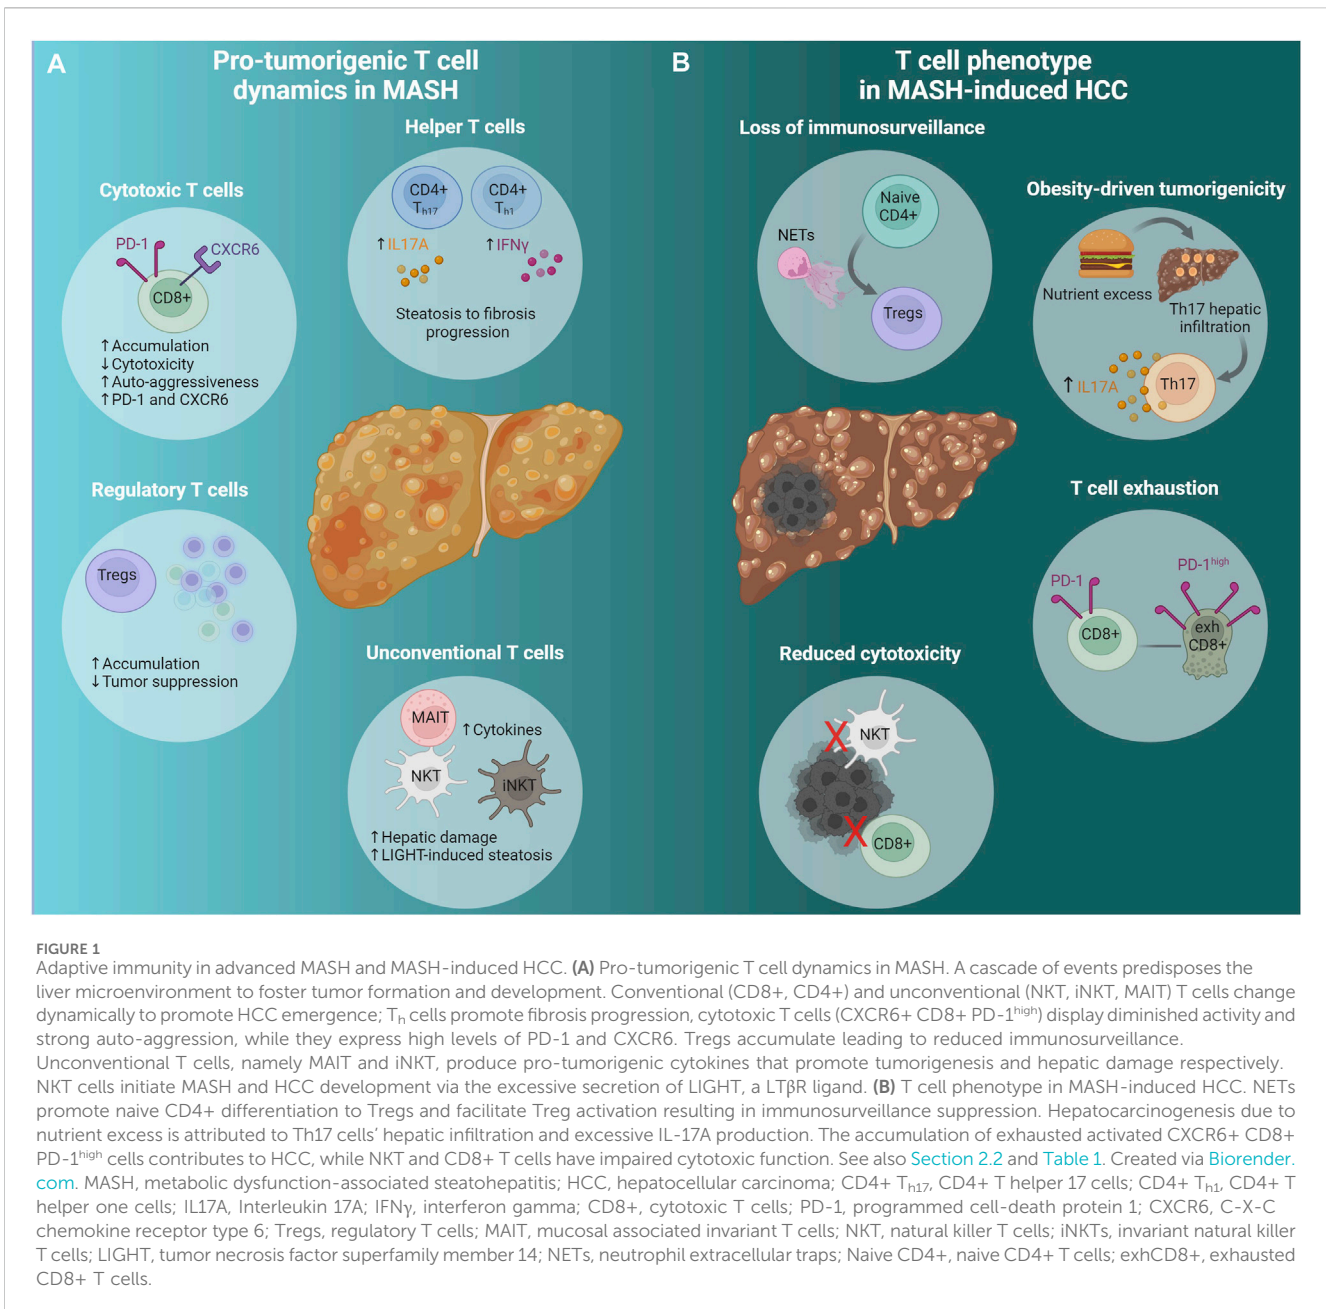 A
Pro-tumorigenic T cell
dynamics in MASH
Helper T cells
CD4+
Th17
CD4+
Th1
↑IL17A
↑IFNγ
Steatosis to fibrosis
progression
Cytotoxic T cells
PD-1
CXCR6
CD8+
↑Accumulation
↓Cytotoxicity
↑Auto-aggressiveness
↑PD-1 and CXCR6
Regulatory T cells
Tregs
↑Accumulation
↓Tumor suppression
Unconventional T cells
MAIT
↑Cytokines
NKT
iNKT
↑Hepatic damage
↑LIGHT-induced steatosis
B
T cell phenotype
in MASH-induced HCC
Loss of immunosurveillance
Naive
CD4+
NETs
Tregs
Obesity-driven tumorigenicity
Nutrient excess
Th17 hepatic
infiltration
↑IL17A
Th17
T cell exhaustion
PD-1
PD-1high
CD8+
exh
CD8+
Reduced cytotoxicity
NKT
CD8+
FIGURE 1
Adaptive immunity in advanced MASH and MASH-induced HCC. (A) Pro-tumorigenic T cell dynamics in MASH. A cascade of events predisposes the
liver microenvironment to foster tumor formation and development. Conventional (CD8+, CD4+) and unconventional (NKT, iNKT, MAIT) T cells change
dynamically to promote HCC emergence; Th cells promote fibrosis progression, cytotoxic T cells (CXCR6+ CD8+ PD-1high) display diminished activity and
strong auto-aggression, while they express high levels of PD-1 and CXCR6. Tregs accumulate leading to reduced immunosurveillance.
Unconventional T cells, namely MAIT and iNKT, produce pro-tumorigenic cytokines that promote tumorigenesis and hepatic damage respectively.
NKT cells initiate MASH and HCC development via the excessive secretion of LIGHT, a LTβR ligand. (B) T cell phenotype in MASH-induced HCC. NETs
promote naive CD4+ differentiation to Tregs and facilitate Treg activation resulting in immunosurveillance suppression. Hepatocarcinogenesis due to
nutrient excess is attributed to Th17 cells' hepatic infiltration and excessive IL-17A production. The accumulation of exhausted activated CXCR6+ CD8+
PD-1high cells contributes to HCC, while NKT and CD8+ T cells have impaired cytotoxic function. See also Section 2.2 and Table 1. Created via Biorender.
com. MASH, metabolic dysfunction-associated steatohepatitis; HCC, hepatocellular carcinoma; CD4+ Th17, CD4+ T helper 17 cells; CD4+ Th1, CD4+ T
helper one cells; IL17A, Interleukin 17A; IFNγ, interferon gamma; CD8+, cytotoxic T cells; PD-1, programmed cell-death protein 1; CXCR6, C-X-C
chemokine receptor type 6; Tregs, regulatory T cells; MAIT, mucosal associated invariant T cells; NKT, natural killer T cells; iNKTs, invariant natural killer
T cells; LIGHT, tumor necrosis factor superfamily member 14; NETs, neutrophil extracellular traps; Naive CD4+, naive CD4+ T cells; exhCD8+, exhausted
CD8+ T cells.